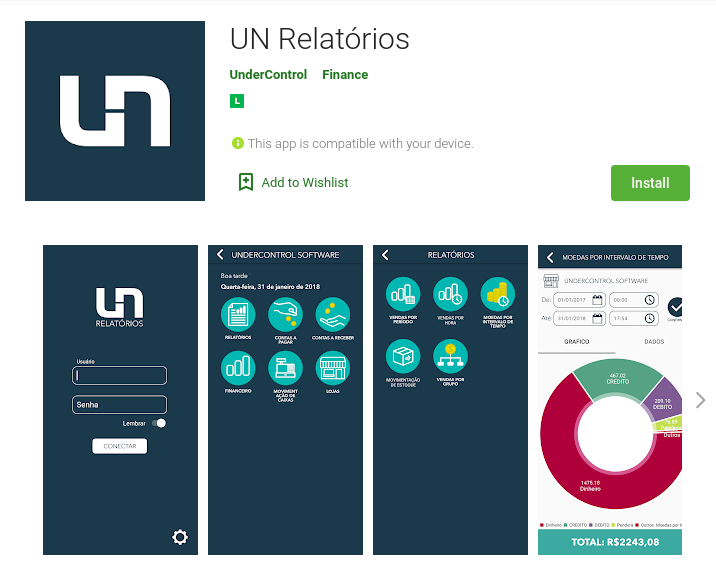 UN
UN Relatórios
UnderControl Finance
L
This app is compatible with your device.
Add to Wishlist
Install
UN
RELATÓRIOS
Usuário
Senha
Lembrar
CONECTAR
UNDERCONTROL SOFTWARE
Boa tarde
Quarta-feira, 31 de janeiro de 2018
RELATÓRIOS
CONTAS A
PAGAR
CONTAS A RECEBER
FINANCEIRO
MOVIMENT
AÇÃO DE
CAIXAS
LOJAS
RELATÓRIOS
VENDAS POR
PERÍODO
VENDAS POR
HORA
MOEDAS POR
INTERVALO DE
TEMPO
MOVIMENTAÇÃO
DE ESTOQUE
VENDAS POR
GRUPO
MOEDAS POR INTERVALO DE TEMPO
UNDERCONTROL SOFTWARE
De: 01/01/2017 00:00
Até: 31/01/2018 17:54
GRAFICO DADOS
467.02
CREDITO
209.10
DEBITO
Outros
1475.18
Dinheiro
Dinheiro CREDITO DEBITO Pendura Outros Moedas por
TOTAL: R$2243,08